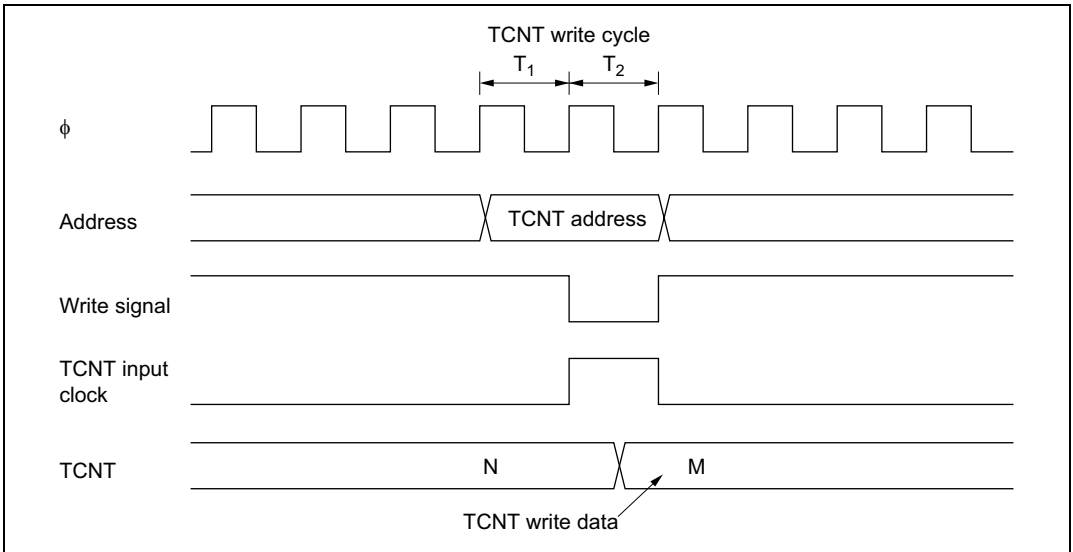 TCNT write cycle
T1 T2
ϕ
Address
TCNT address
Write signal
TCNT input
clock
TCNT
N M
TCNT write data